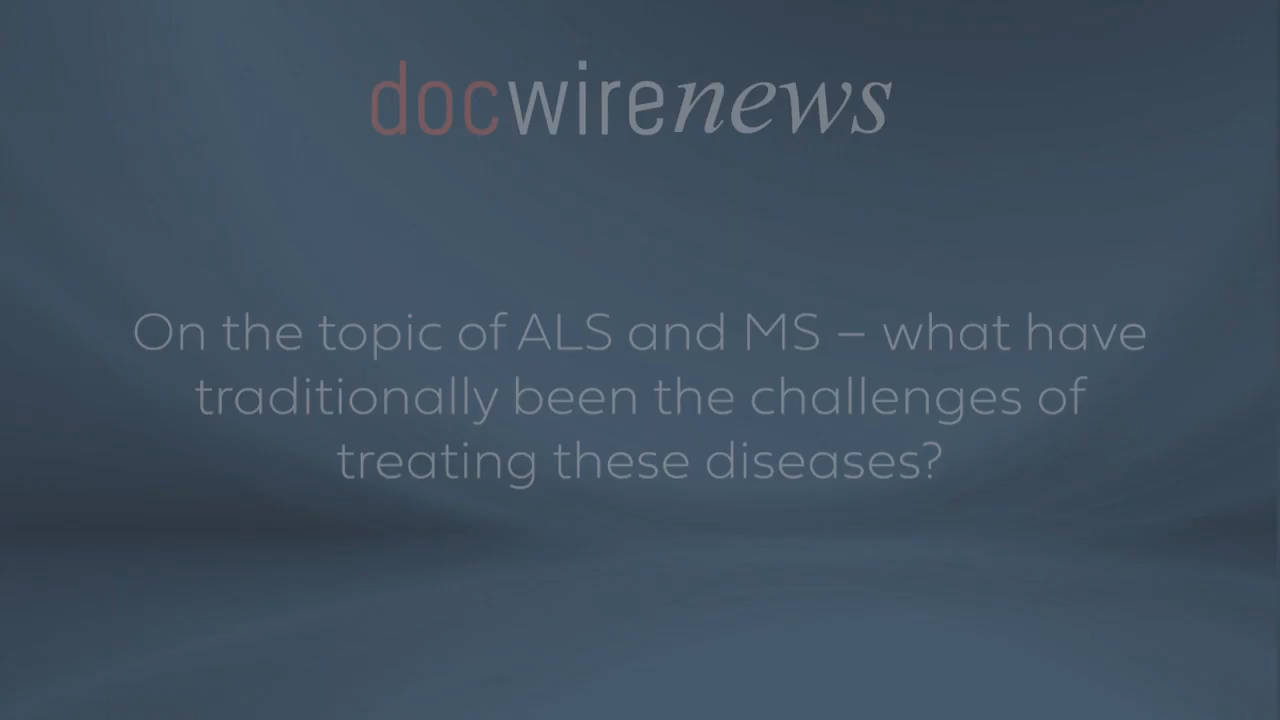 docwirenews
On the topic of ALS and MS – what have
traditionally been the challenges of
treating these diseases?